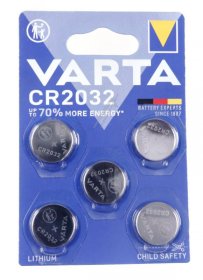 VARTA
CR2032
UP TO 70% MORE ENERGY*
BATTERY EXPERTS
SINCE 1887
LITHIUM
CHILD SAFETY